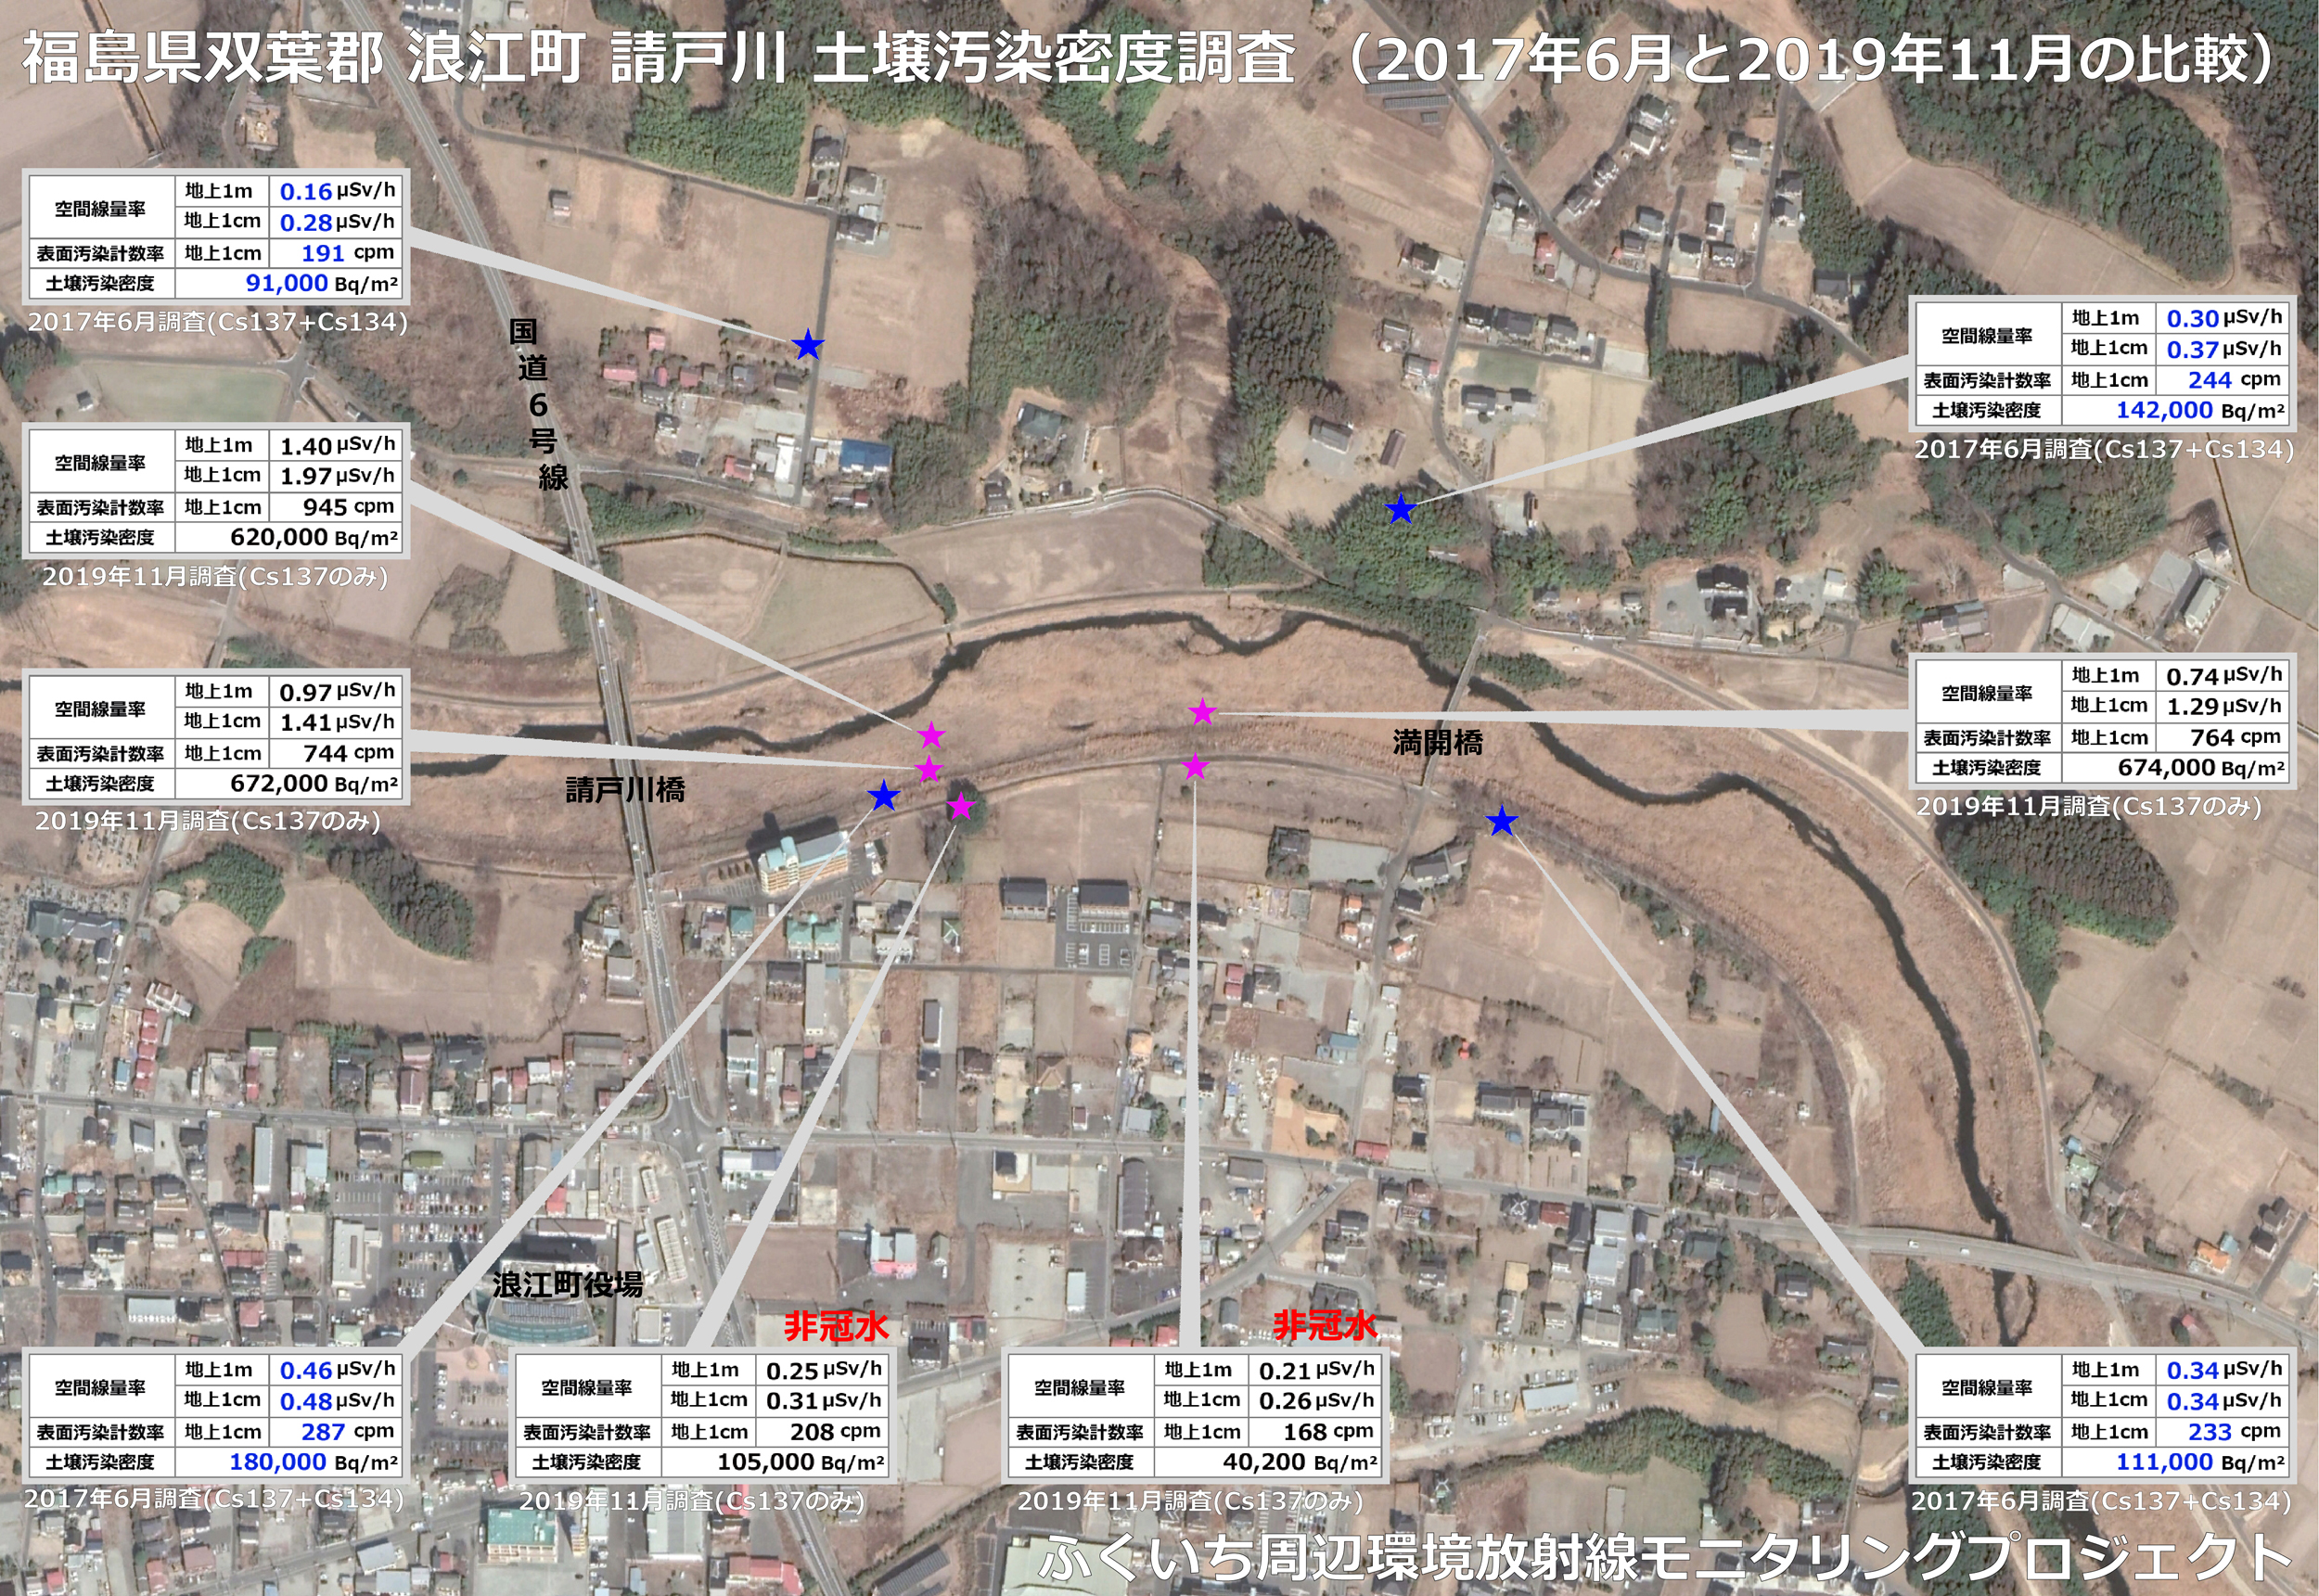 福島県双葉郡 浪江町 請戸川 土壌汚染密度調査 （2017年6月と2019年11月の比較）
空間線量率 地上1m 0.16 μSv/h
地上1cm 0.28 μSv/h
表面汚染計数率 地上1cm 191 cpm
土壌汚染密度 91,000 Bq/m²
2017年6月調査(Cs137+Cs134)
空間線量率 地上1m 0.30 μSv/h
地上1cm 0.37 μSv/h
表面汚染計数率 地上1cm 244 cpm
土壌汚染密度 142,000 Bq/m²
2017年6月調査(Cs137+Cs134)
国道6号線
空間線量率 地上1m 1.40 μSv/h
地上1cm 1.97 μSv/h
表面汚染計数率 地上1cm 945 cpm
土壌汚染密度 620,000 Bq/m²
2019年11月調査(Cs137のみ)
空間線量率 地上1m 0.97 μSv/h
地上1cm 1.41 μSv/h
表面汚染計数率 地上1cm 744 cpm
土壌汚染密度 672,000 Bq/m²
2019年11月調査(Cs137のみ)
請戸川橋
満開橋
空間線量率 地上1m 0.74 μSv/h
地上1cm 1.29 μSv/h
表面汚染計数率 地上1cm 764 cpm
土壌汚染密度 674,000 Bq/m²
2019年11月調査(Cs137のみ)
浪江町役場
空間線量率 地上1m 0.46 μSv/h
地上1cm 0.48 μSv/h
表面汚染計数率 地上1cm 287 cpm
土壌汚染密度 180,000 Bq/m²
2017年6月調査(Cs137+Cs134)
非冠水
空間線量率 地上1m 0.25 μSv/h
地上1cm 0.31 μSv/h
表面汚染計数率 地上1cm 208 cpm
土壌汚染密度 105,000 Bq/m²
2019年11月調査(Cs137のみ)
非冠水
空間線量率 地上1m 0.21 μSv/h
地上1cm 0.26 μSv/h
表面汚染計数率 地上1cm 168 cpm
土壌汚染密度 40,200 Bq/m²
2019年11月調査(Cs137のみ)
空間線量率 地上1m 0.34 μSv/h
地上1cm 0.34 μSv/h
表面汚染計数率 地上1cm 233 cpm
土壌汚染密度 111,000 Bq/m²
2017年6月調査(Cs137+Cs134)
ふくいち周辺環境放射線モニタリングプロジェクト